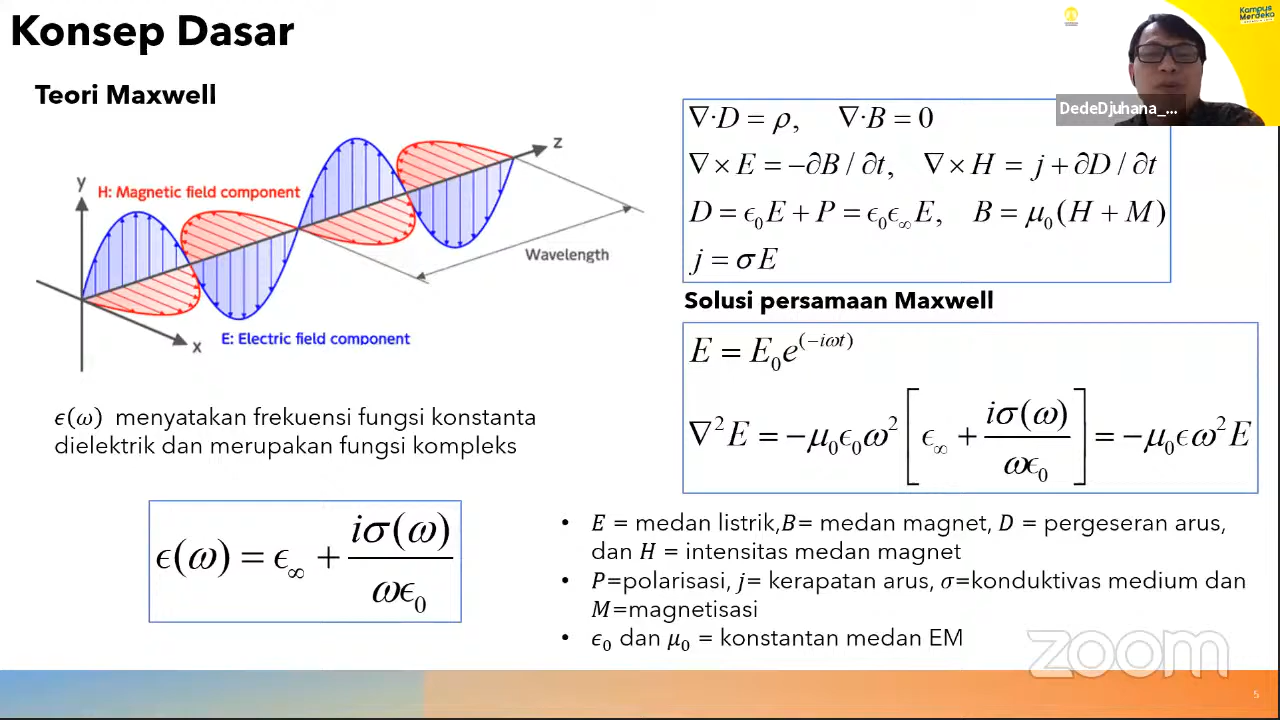 Konsep Dasar
Kampus
Merdeka
Teori Maxwell
DedeDjuhana_...
y
z
H: Magnetic field component
Wavelength
x
E: Electric field component
ϵ(ω) menyatakan frekuensi fungsi konstanta
dielektrik dan merupakan fungsi kompleks
ϵ(ω) = ϵ∞ + iσ(ω) / ωϵ0
∇·D = ρ, ∇·B = 0
∇×E = −∂B / ∂t, ∇×H = j + ∂D / ∂t
D = ϵ0E + P = ϵ0ϵ∞E, B = μ0(H + M)
j = σE
Solusi persamaan Maxwell
E = E0e^(−iωt)
∇²E = −μ0ϵ0ω² [ϵ∞ + iσ(ω) / ωϵ0] = −μ0ϵω²E
• E = medan listrik,B= medan magnet, D = pergeseran arus,
dan H = intensitas medan magnet
• P=polarisasi, j= kerapatan arus, σ=konduktivas medium dan
M=magnetisasi
• ϵ0 dan μ0 = konstantan medan EM
zoom
5